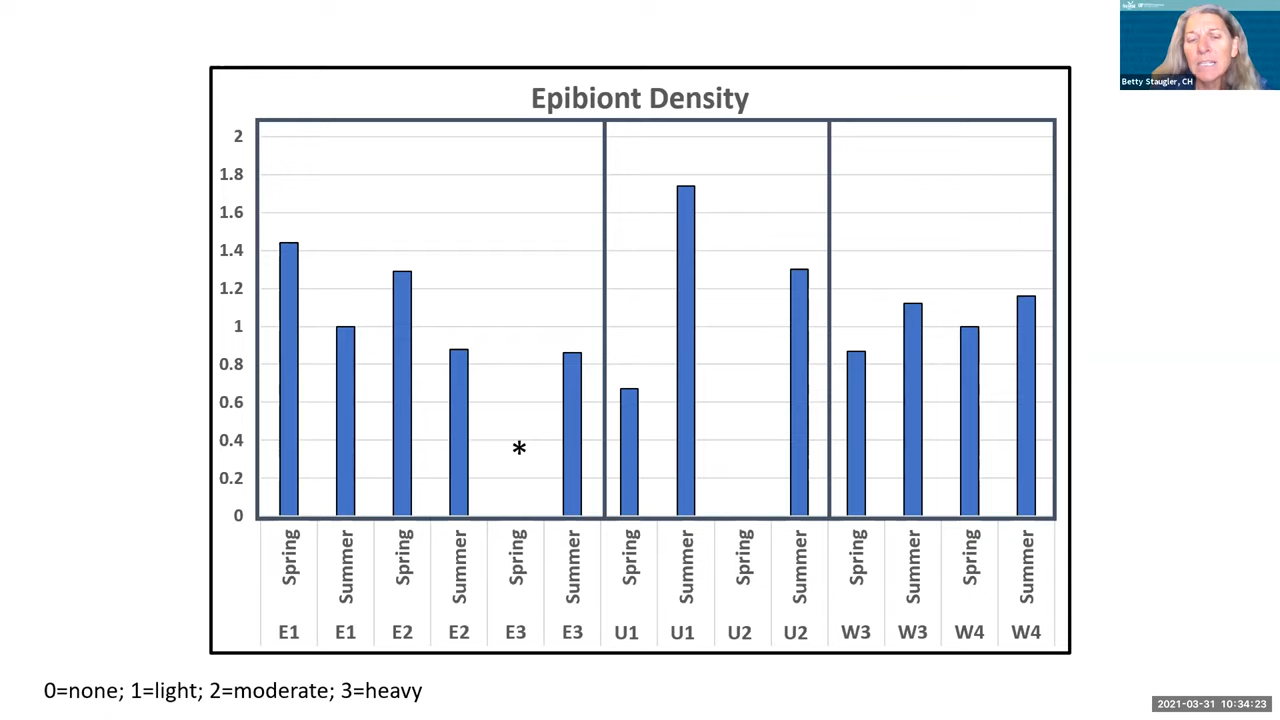 Betty Staugler, CH
Epibiont Density
2
1.8
1.6
1.4
1.2
1
0.8
0.6
0.4
0.2
0
*
Spring Summer Spring Summer Spring Summer Spring Summer Spring Summer Spring Summer Spring Summer
E1 E1 E2 E2 E3 E3 U1 U1 U2 U2 W3 W3 W4 W4
0=none; 1=light; 2=moderate; 3=heavy
2021-03-31 10:34:23